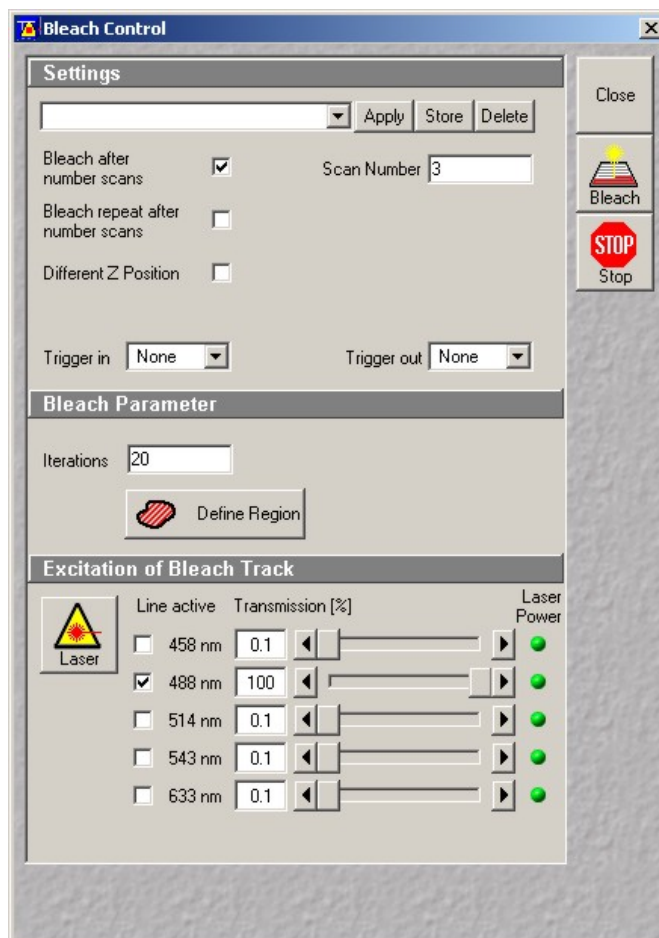 Bleach Control
Settings
Apply Store Delete
Close
Bleach after
number scans
Scan Number 3
Bleach
Bleach repeat after
number scans
STOP
Stop
Different Z Position
Trigger in None
Trigger out None
Bleach Parameter
Iterations 20
Define Region
Excitation of Bleach Track
Laser
Line active Transmission [%] Laser
Power
458 nm 0.1
488 nm 100
514 nm 0.1
543 nm 0.1
633 nm 0.1